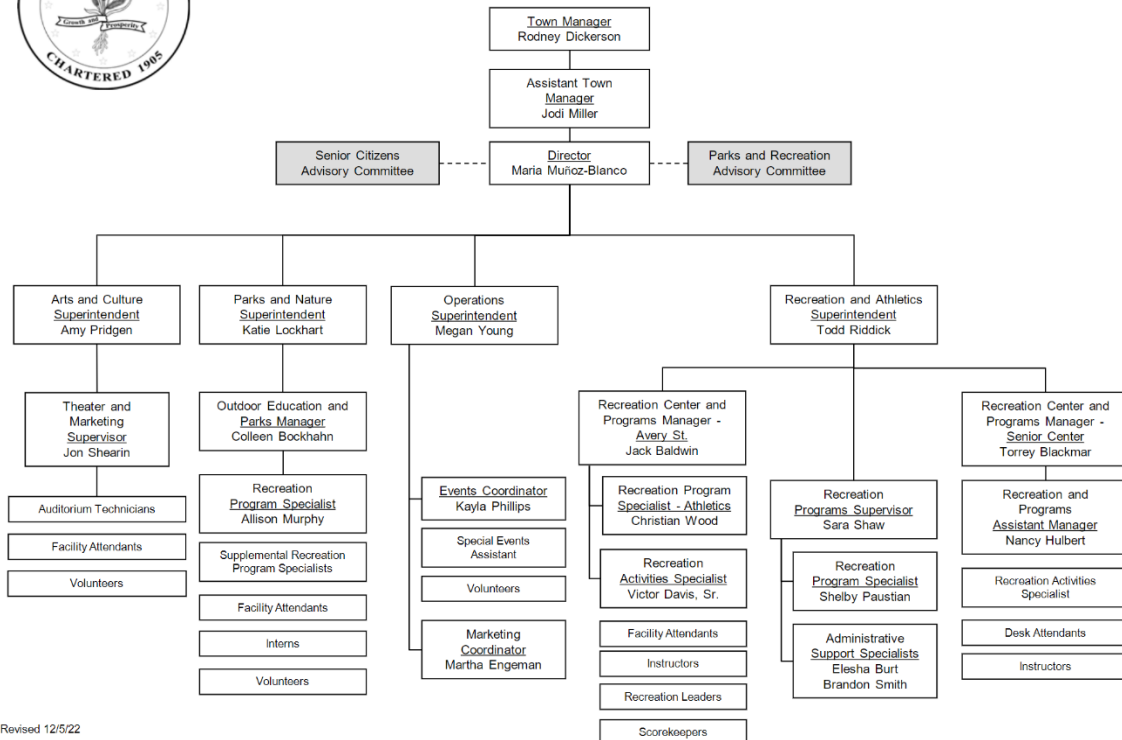 Growth and Prosperity
CHARTERED 1905
Town Manager
Rodney Dickerson
Assistant Town
Manager
Jodi Miller
Senior Citizens
Advisory Committee
Director
Maria Muñoz-Blanco
Parks and Recreation
Advisory Committee
Arts and Culture
Superintendent
Amy Pridgen
Parks and Nature
Superintendent
Katie Lockhart
Operations
Superintendent
Megan Young
Recreation and Athletics
Superintendent
Todd Riddick
Theater and
Marketing
Supervisor
Jon Shearin
Auditorium Technicians
Facility Attendants
Volunteers
Outdoor Education and
Parks Manager
Colleen Bockhahn
Recreation
Program Specialist
Allison Murphy
Supplemental Recreation
Program Specialists
Facility Attendants
Interns
Volunteers
Events Coordinator
Kayla Phillips
Special Events
Assistant
Volunteers
Marketing
Coordinator
Martha Engeman
Recreation Center and
Programs Manager -
Avery St.
Jack Baldwin
Recreation Program
Specialist - Athletics
Christian Wood
Recreation
Activities Specialist
Victor Davis, Sr.
Facility Attendants
Instructors
Recreation Leaders
Scorekeepers
Recreation
Programs Supervisor
Sara Shaw
Recreation
Program Specialist
Shelby Paustian
Administrative
Support Specialists
Elesha Burt
Brandon Smith
Recreation Center and
Programs Manager -
Senior Center
Torrey Blackmar
Recreation and
Programs
Assistant Manager
Nancy Hulbert
Recreation Activities
Specialist
Desk Attendants
Instructors
Revised 12/5/22